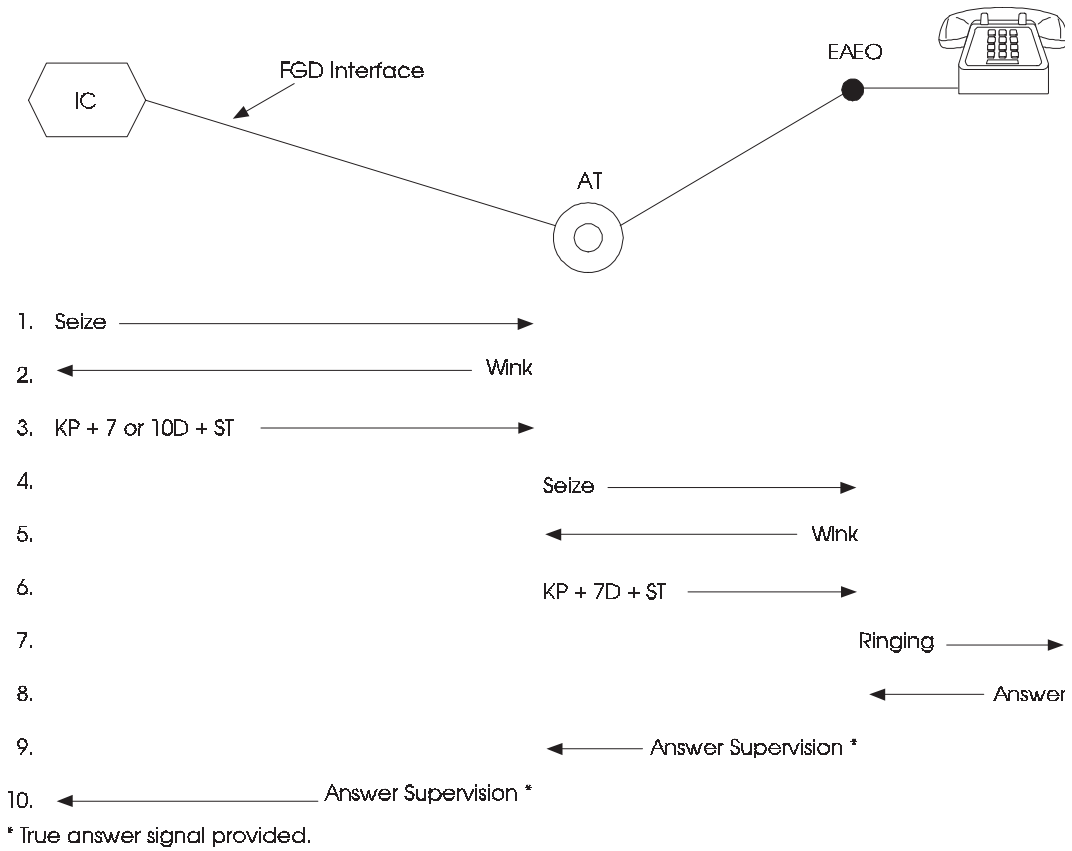 EAEO
FGD Interface
IC
AT
1. Seize
2. Wink
3. KP + 7 or 10D + ST
4. Seize
5. Wink
6. KP + 7D + ST
7. Ringing
8. Answer
9. Answer Supervision *
10. Answer Supervision *
* True answer signal provided.